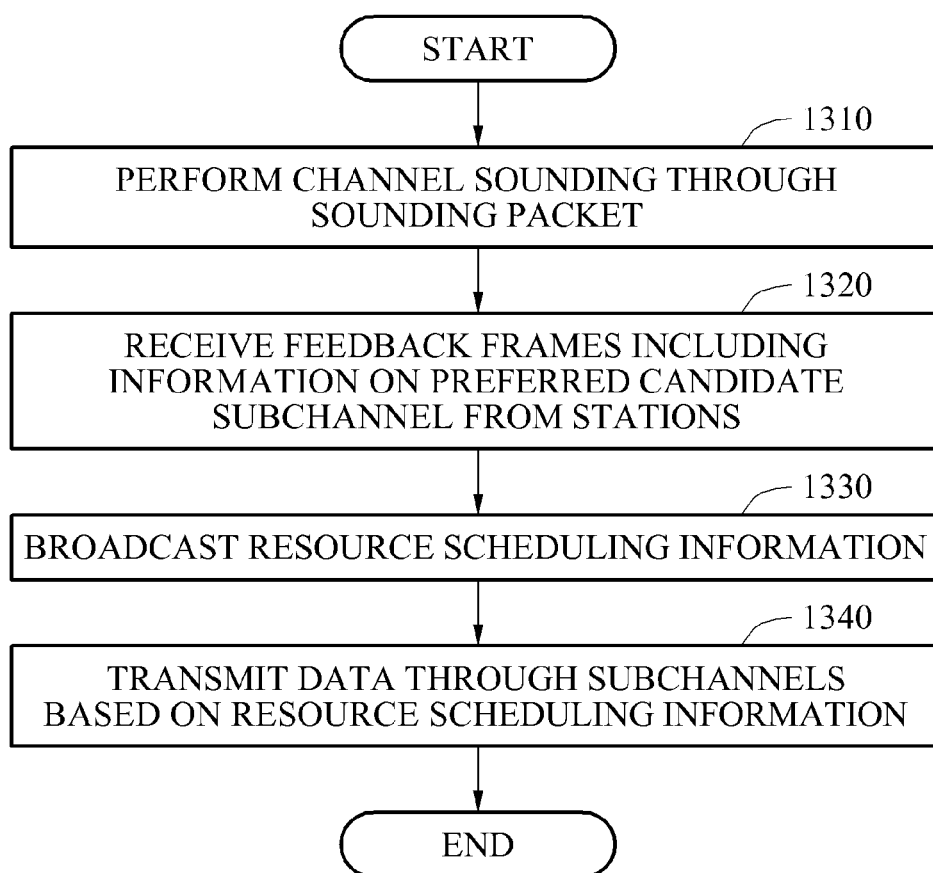 START
1310
PERFORM CHANNEL SOUNDING THROUGH
SOUNDING PACKET
1320
RECEIVE FEEDBACK FRAMES INCLUDING
INFORMATION ON PREFERRED CANDIDATE
SUBCHANNEL FROM STATIONS
1330
BROADCAST RESOURCE SCHEDULING INFORMATION
1340
TRANSMIT DATA THROUGH SUBCHANNELS
BASED ON RESOURCE SCHEDULING INFORMATION
END